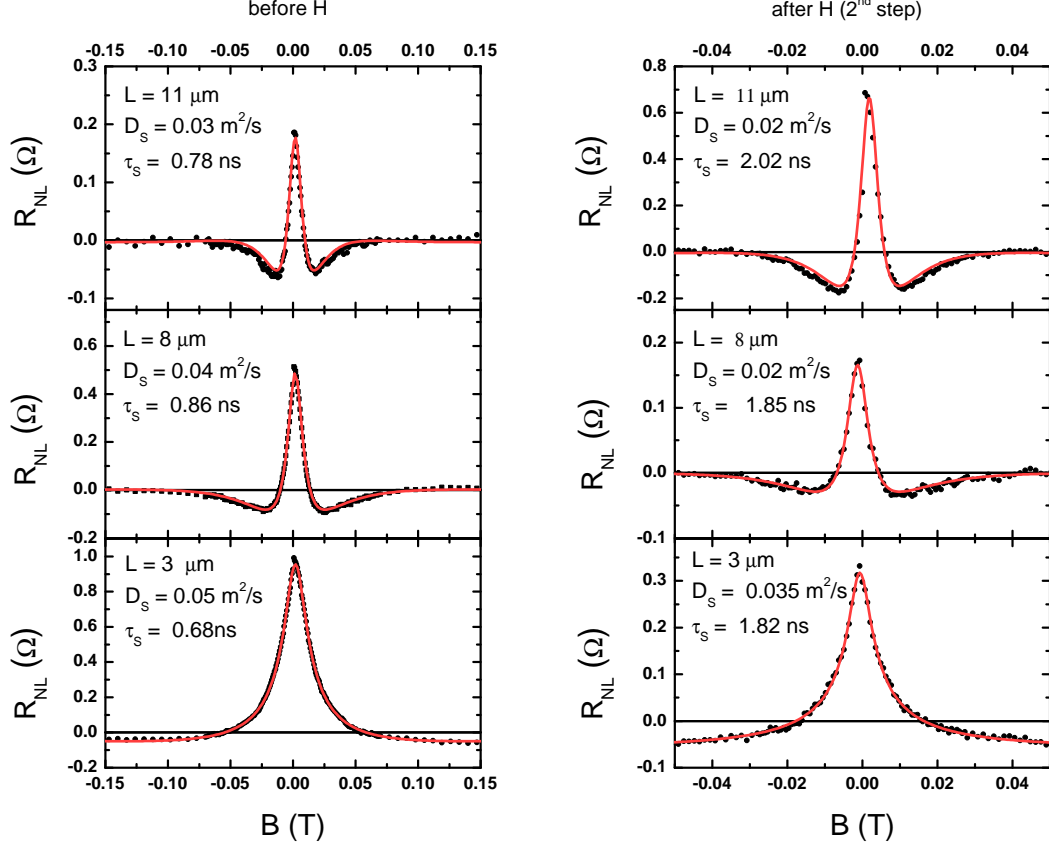 before H
-0.15 -0.10 -0.05 0.00 0.05 0.10 0.15
0.3
0.2
0.1
0.0
-0.1
R_NL (Ω)
L = 11 μm
D_S = 0.03 m²/s
τ_S = 0.78 ns
0.6
0.4
0.2
0.0
-0.2
R_NL (Ω)
L = 8 μm
D_S = 0.04 m²/s
τ_S = 0.86 ns
1.0
0.8
0.6
0.4
0.2
0.0
-0.2
R_NL (Ω)
L = 3 μm
D_S = 0.05 m²/s
τ_S = 0.68ns
-0.15 -0.10 -0.05 0.00 0.05 0.10 0.15
B (T)
after H (2nd step)
-0.04 -0.02 0.00 0.02 0.04
0.8
0.6
0.4
0.2
0.0
-0.2
R_NL (Ω)
L = 11 μm
D_S = 0.02 m²/s
τ_S = 2.02 ns
0.2
0.1
0.0
-0.1
R_NL (Ω)
L = 8 μm
D_S = 0.02 m²/s
τ_S = 1.85 ns
0.3
0.2
0.1
0.0
-0.1
R_NL (Ω)
L = 3 μm
D_S = 0.035 m²/s
τ_S = 1.82 ns
-0.04 -0.02 0.00 0.02 0.04
B (T)